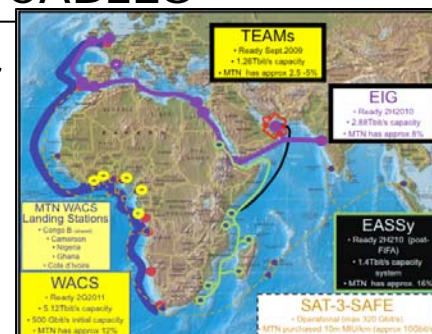 TEAMs
• Ready Sept.2009
• 1.26Tbit/s capacity
• MTN has approx 2.5 -5%
EIG
• Ready 2H2010
• 2.88Tbit/s capacity
• MTN has approx 8%
MTN WACS
Landing Stations
• Congo B
• Cameroon
• Nigeria
• Ghana
• Cote d'Ivoire
WACS
• Ready 2Q2011
• 5.12Tbit/s capacity
• 500 Gbit/s initial capacity
• MTN has approx 12%
EASSy
• Ready 2H210 (post-
FIFA)
• 1.4Tbit/s capacity
system
• MTN has approx. 16%
SAT-3-SAFE
• Operational (max 320 Gbit/s)
MTN purchased 10m MIU/km (approx 10Gbit/s